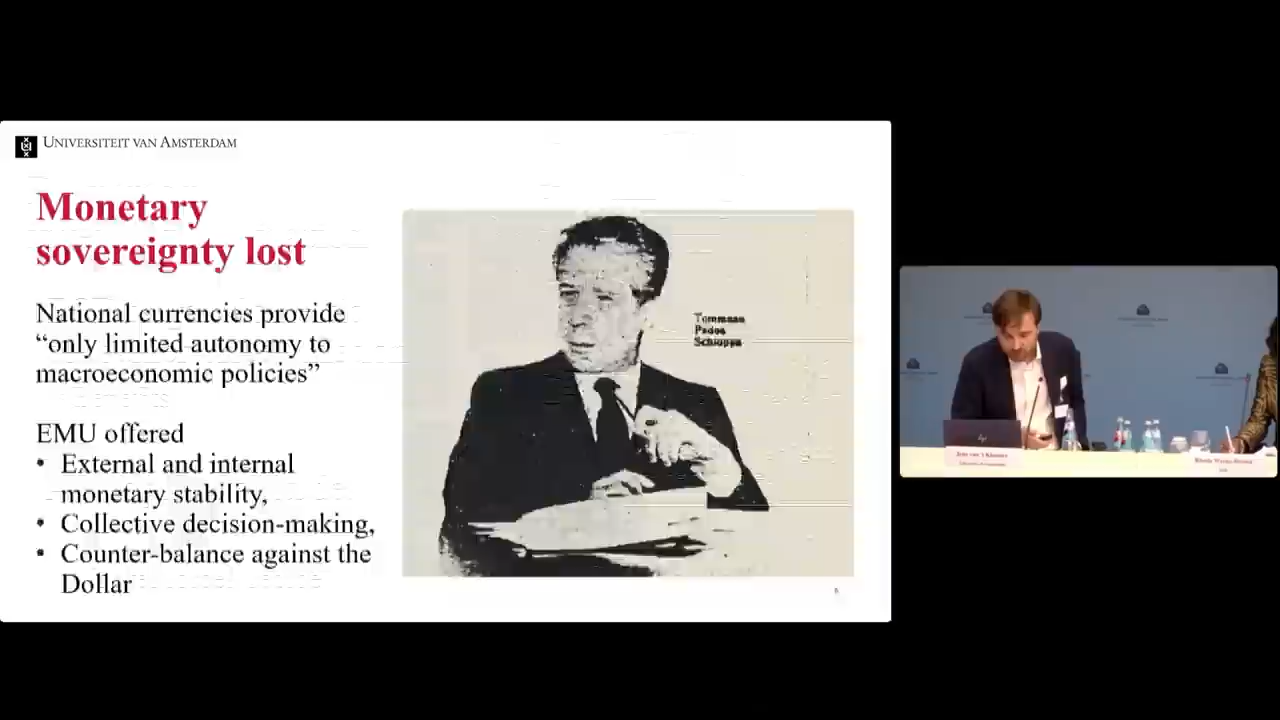 UNIVERSITEIT VAN AMSTERDAM
Monetary
sovereignty lost
National currencies provide
“only limited autonomy to
macroeconomic policies”
EMU offered
• External and internal
monetary stability,
• Collective decision-making,
• Counter-balance against the
Dollar
Tommaso
Padoa
Schioppa